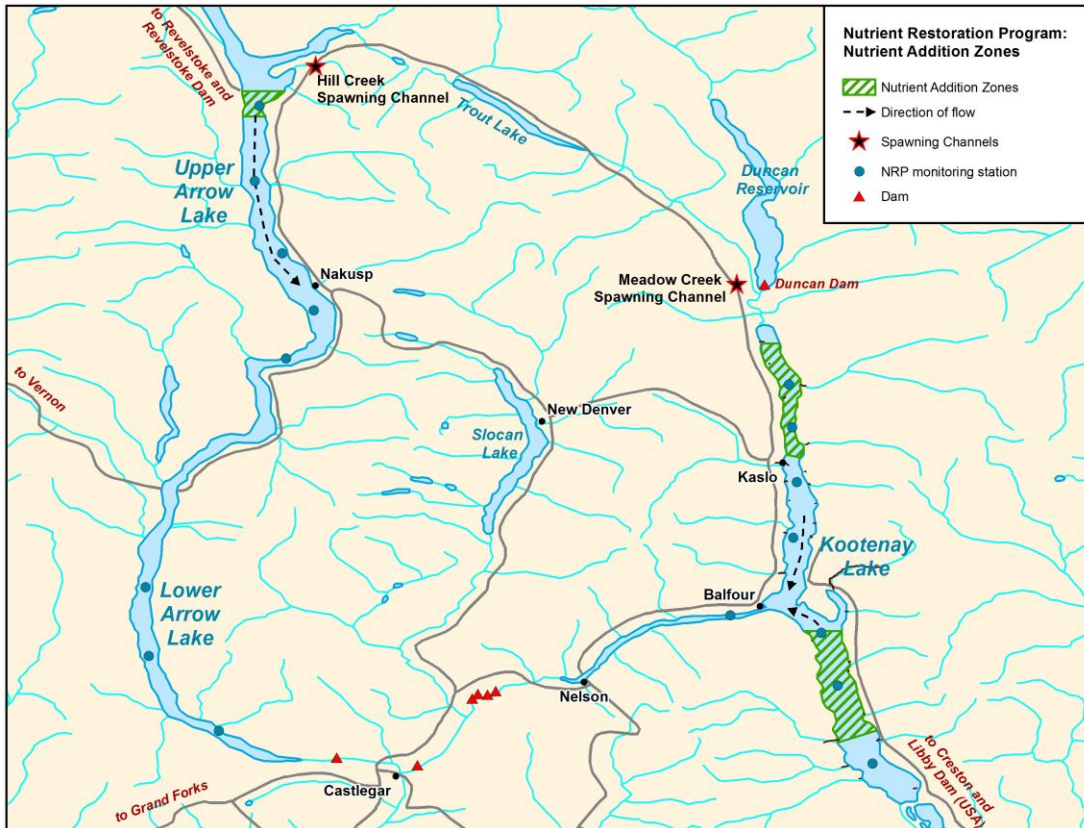 to Revelstoke and
Revelstoke Dam
Hill Creek
Spawning Channel
Trout Lake
Upper
Arrow
Lake
Nakusp
Duncan
Reservoir
Duncan Dam
Meadow Creek
Spawning Channel
to Vernon
New Denver
Slocan
Lake
Kaslo
Kootenay
Lake
Balfour
Lower
Arrow
Lake
Nelson
Castlegar
to Grand Forks
to Creston and
Libby Dam (USA)
Nutrient Restoration Program:
Nutrient Addition Zones
Nutrient Addition Zones
Direction of flow
Spawning Channels
NRP monitoring station
Dam